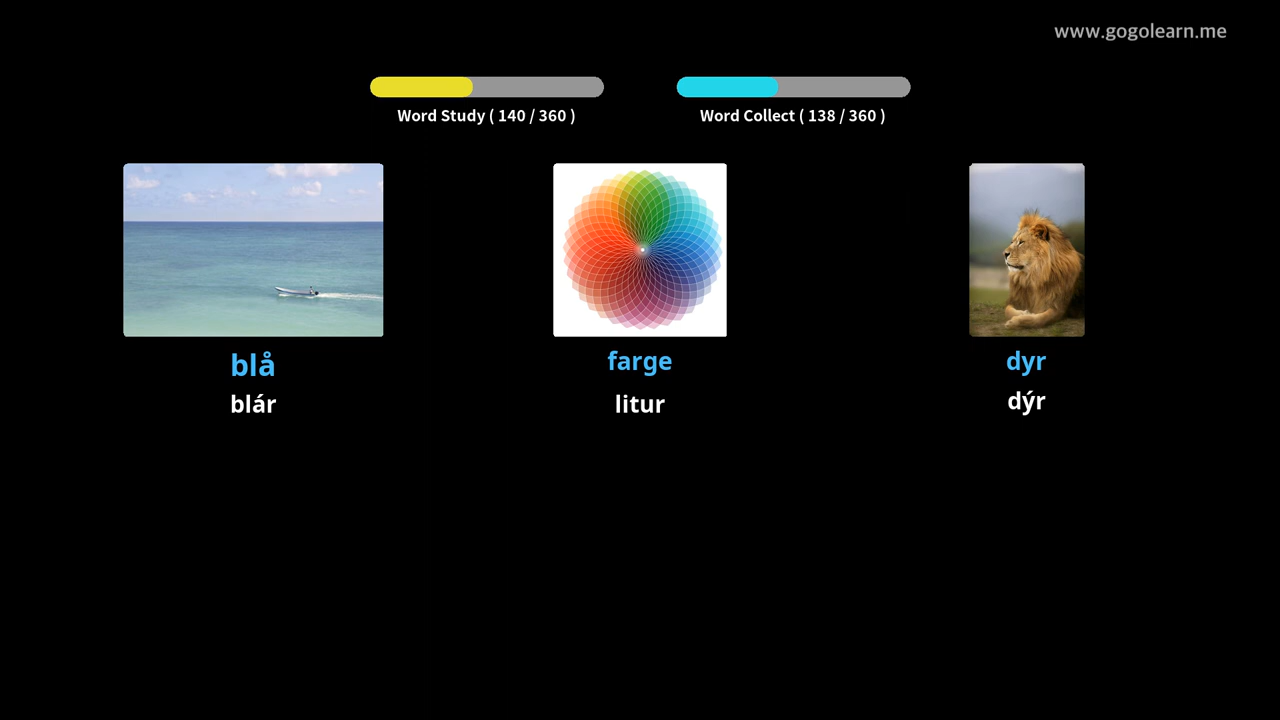 www.gogolearn.me
Word Study ( 140 / 360 )
Word Collect ( 138 / 360 )
blå
blár
farge
litur
dyr
dýr